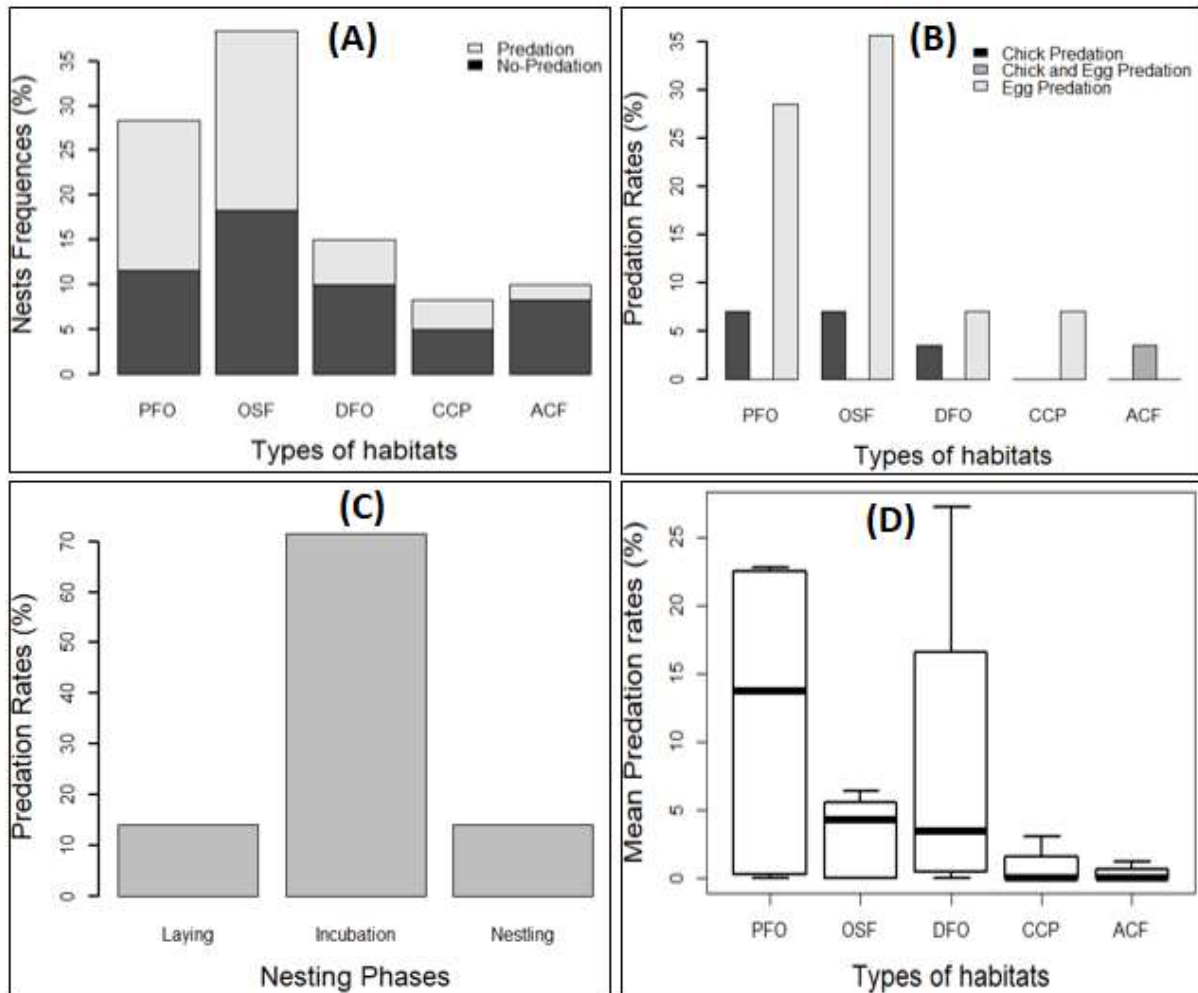 (A)
Predation
No-Predation
Nests Frequences (%)
0 5 10 15 20 25 30 35
PFO OSF DFO CCP ACF
Types of habitats
(B)
Chick Predation
Chick and Egg Predation
Egg Predation
Predation Rates (%)
0 5 10 15 20 25 30 35
PFO OSF DFO CCP ACF
Types of habitats
(C)
Predation Rates (%)
0 10 20 30 40 50 60 70
Laying Incubation Nestling
Nesting Phases
(D)
Mean Predation rates (%)
0 5 10 15 20 25
PFO OSF DFO CCP ACF
Types of habitats